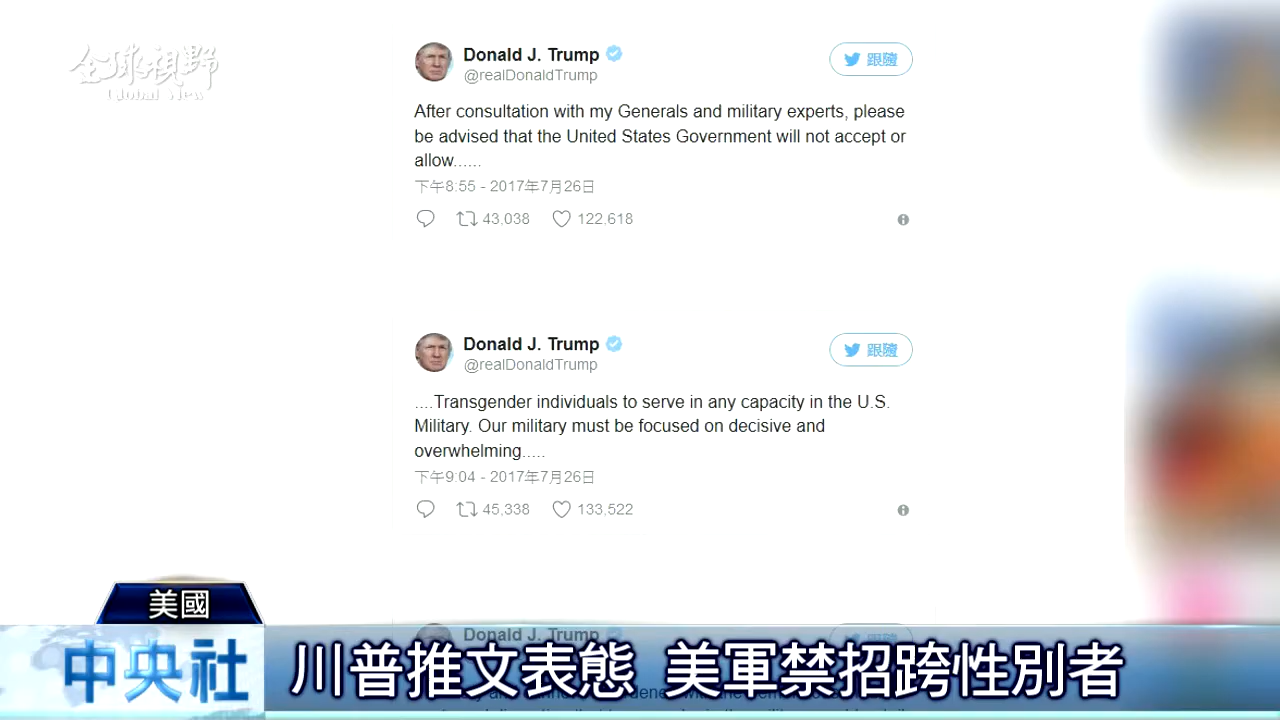 全球視野
Global View
Donald J. Trump
@realDonaldTrump
跟隨
After consultation with my Generals and military experts, please
be advised that the United States Government will not accept or
allow......
下午8:55 - 2017年7月26日
43,038 122,618
Donald J. Trump
@realDonaldTrump
跟隨
....Transgender individuals to serve in any capacity in the U.S.
Military. Our military must be focused on decisive and
overwhelming.....
下午9:04 - 2017年7月26日
45,338 133,522
Donald J. Trump
跟隨
美國
中央社
川普推文表態 美軍禁招跨性別者